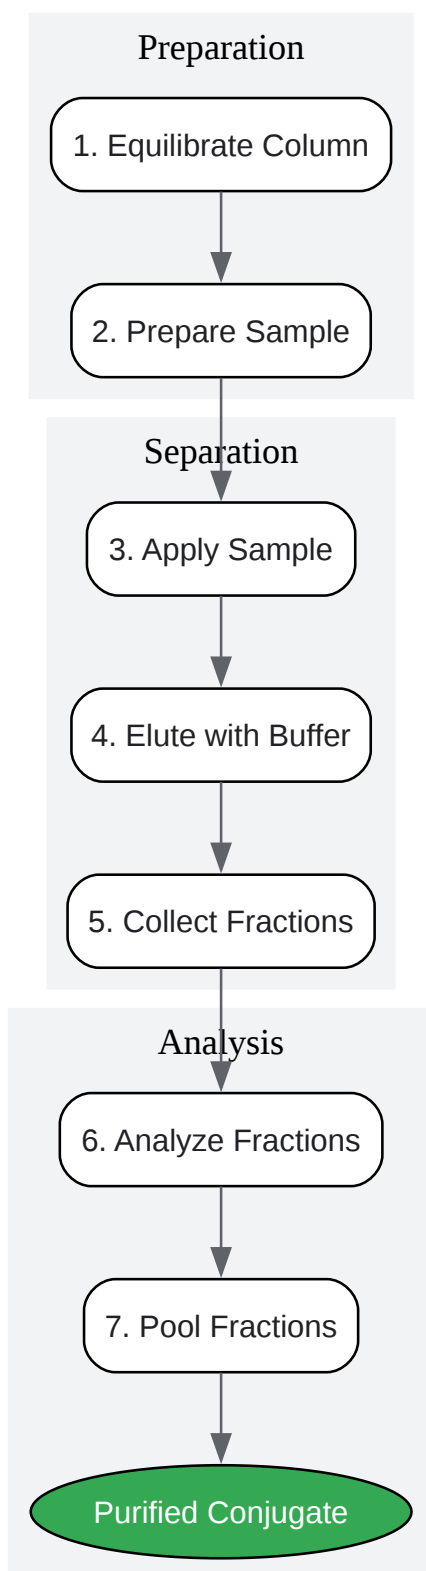 Preparation
1. Equilibrate Column
2. Prepare Sample
Separation
3. Apply Sample
4. Elute with Buffer
5. Collect Fractions
Analysis
6. Analyze Fractions
7. Pool Fractions
Purified Conjugate